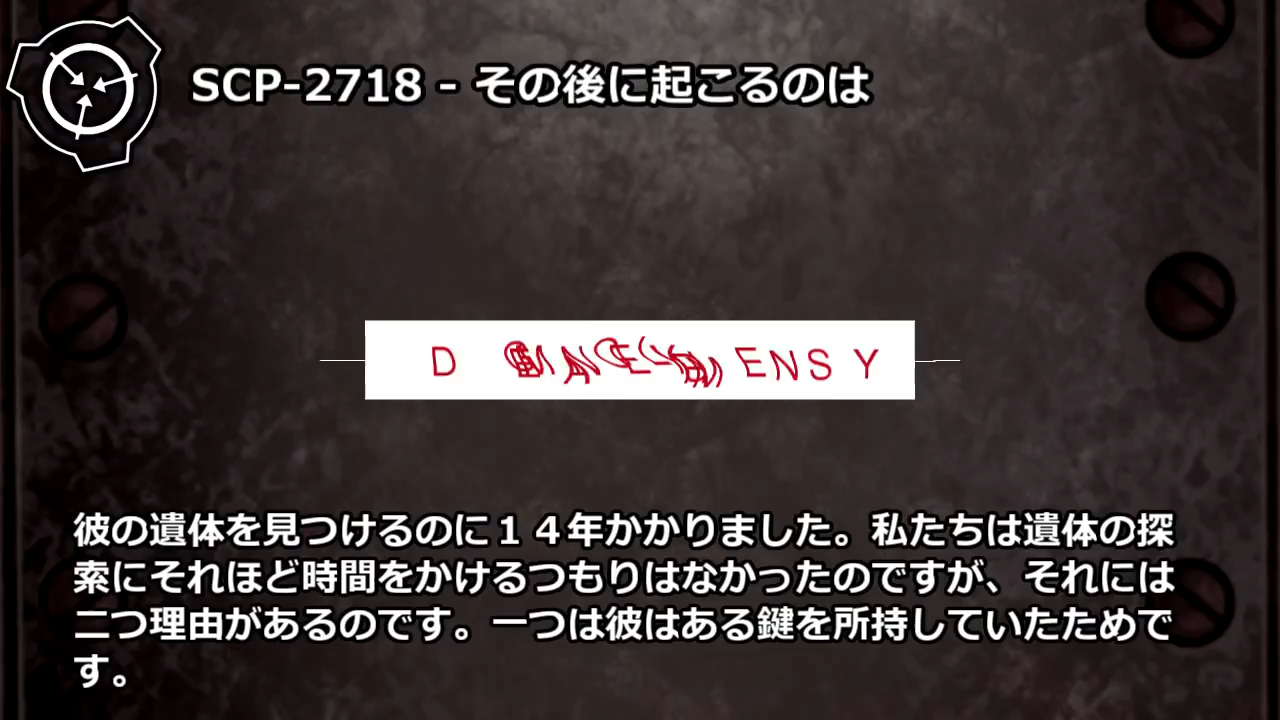 SCP-2718 - その後に起こるのは
D ENSY
彼の遺体を見つけるのに１４年かかりました。私たちは遺体の探
索にそれほど時間をかけるつもりはなかったのですが、それには
二つ理由があるのです。一つは彼はある鍵を所持していたためで
す。